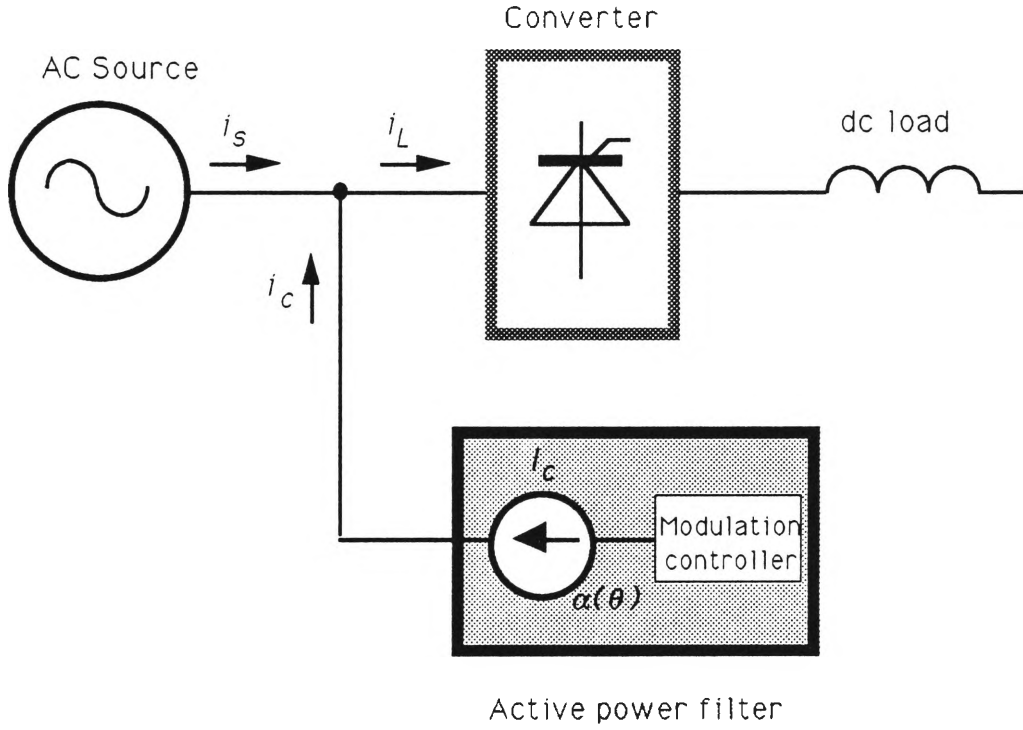 Converter
AC Source
dc load
i_s
i_L
i_c
I_c
Modulation
controller
α(θ)
Active power filter